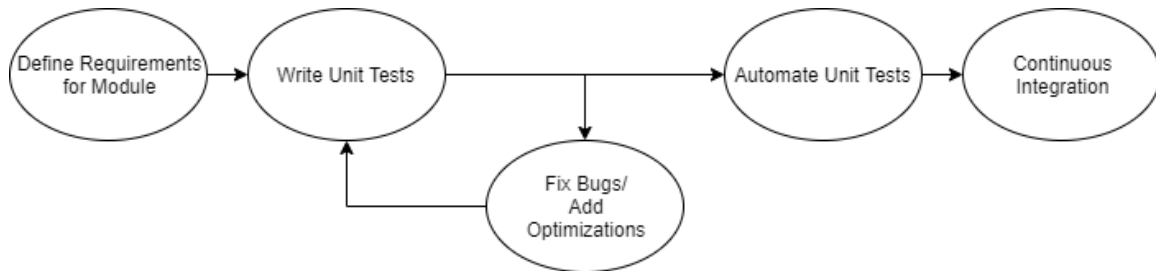 Define Requirements
for Module
Write Unit Tests
Automate Unit Tests
Continuous
Integration
Fix Bugs/
Add
Optimizations